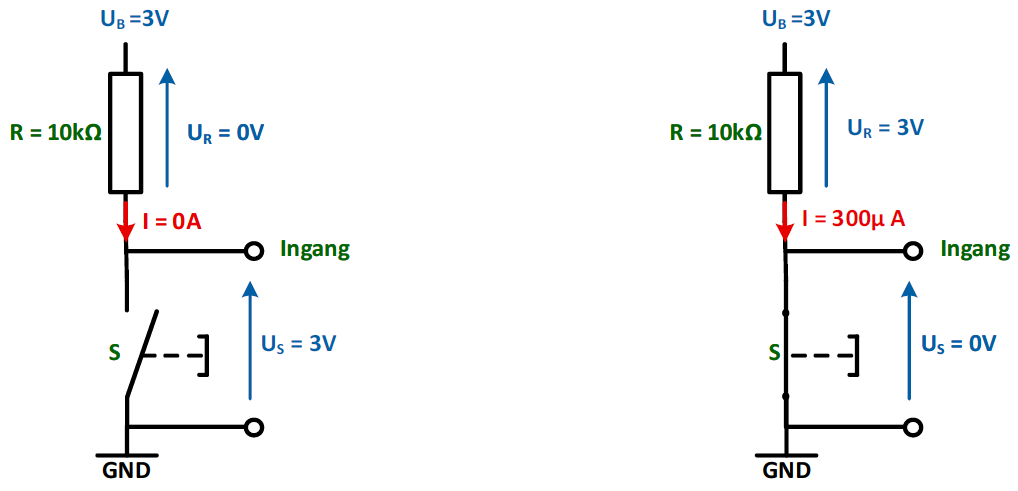 U_B =3V
R = 10kΩ
U_R = 0V
I = 0A
Ingang
S
U_S = 3V
GND
U_B =3V
R = 10kΩ
U_R = 3V
I = 300µ A
Ingang
S
U_S = 0V
GND